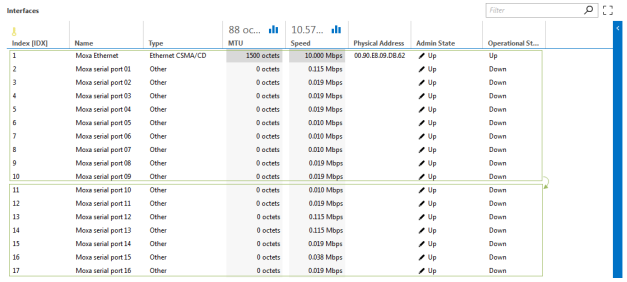 Interfaces
Filter
88 oc... 10.57...
Index [IDX] Name Type MTU Speed Physical Address Admin State Operational St...
1 Moxa Ethernet Ethernet CSMA/CD 1500 octets 10.000 Mbps 00.90.E8.09.DB.62 Up Up
2 Moxa serial port 01 Other 0 octets 0.115 Mbps Up Down
3 Moxa serial port 02 Other 0 octets 0.019 Mbps Up Down
4 Moxa serial port 03 Other 0 octets 0.019 Mbps Up Down
5 Moxa serial port 04 Other 0 octets 0.019 Mbps Up Down
6 Moxa serial port 05 Other 0 octets 0.010 Mbps Up Down
7 Moxa serial port 06 Other 0 octets 0.010 Mbps Up Down
8 Moxa serial port 07 Other 0 octets 0.010 Mbps Up Down
9 Moxa serial port 08 Other 0 octets 0.019 Mbps Up Down
10 Moxa serial port 09 Other 0 octets 0.019 Mbps Up Down
11 Moxa serial port 10 Other 0 octets 0.010 Mbps Up Down
12 Moxa serial port 11 Other 0 octets 0.019 Mbps Up Down
13 Moxa serial port 12 Other 0 octets 0.115 Mbps Up Down
14 Moxa serial port 13 Other 0 octets 0.115 Mbps Up Down
15 Moxa serial port 14 Other 0 octets 0.019 Mbps Up Down
16 Moxa serial port 15 Other 0 octets 0.038 Mbps Up Down
17 Moxa serial port 16 Other 0 octets 0.019 Mbps Up Down